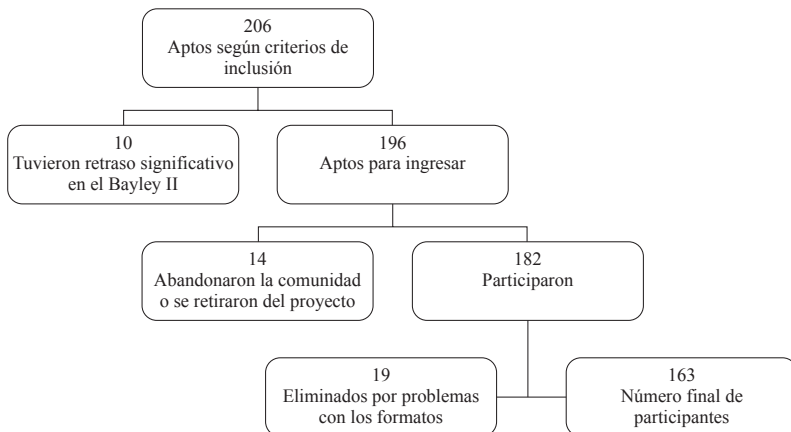 206
Aptos según criterios de
inclusión
10
Tuvieron retraso significativo
en el Bayley II
196
Aptos para ingresar
14
Abandonaron la comunidad
o se retiraron del proyecto
182
Participaron
19
Eliminados por problemas
con los formatos
163
Número final de
participantes